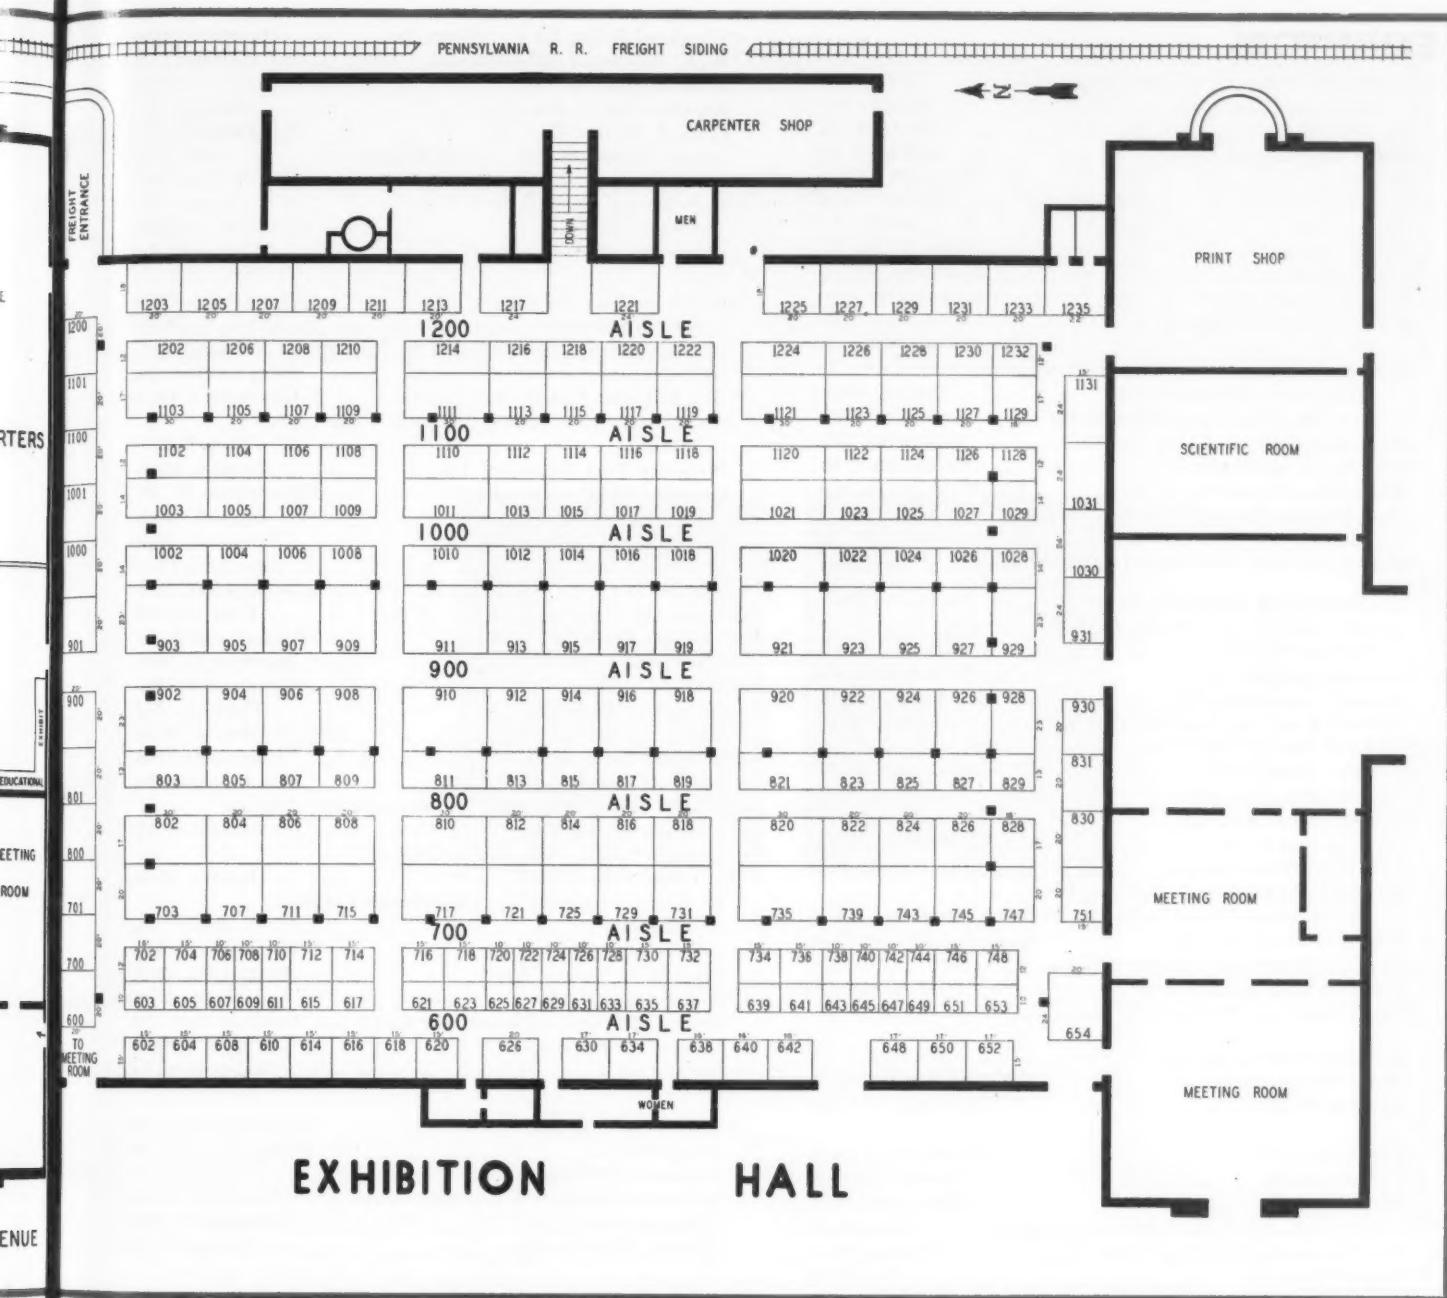 PENNSYLVANIA R. R. FREIGHT SIDING
N
CARPENTER SHOP
FREIGHT
ENTRANCE
DOWN
MEN
PRINT SHOP
1203 1205 1207 1209 1211 1213 1217 1221 1225 1227 1229 1231 1233 1235
1200 AISLE
1200
1202 1206 1208 1210 1214 1216 1218 1220 1222 1224 1226 1228 1230 1232
1101
1131
1103 1105 1107 1109 1111 1113 1115 1117 1119 1121 1123 1125 1127 1129
1100 AISLE
1100
RTERS
1102 1104 1106 1108 1110 1112 1114 1116 1118 1120 1122 1124 1126 1128
SCIENTIFIC ROOM
1001
1031
1003 1005 1007 1009 1011 1013 1015 1017 1019 1021 1023 1025 1027 1029
1000 AISLE
1000
1002 1004 1006 1008 1010 1012 1014 1016 1018 1020 1022 1024 1026 1028
1030
901
931
903 905 907 909 911 913 915 917 919 921 923 925 927 929
900 AISLE
900
902 904 906 908 910 912 914 916 918 920 922 924 926 928
930
EXHIBIT
EDUCATIONAL
831
803 805 807 809 811 813 815 817 819 821 823 825 827 829
801
800 AISLE
802 804 806 808 810 812 814 816 818 820 822 824 826 828
830
EETING
ROOM
800
MEETING ROOM
701
703 707 711 715 717 721 725 729 731 735 739 743 745 747
751
700 AISLE
702 704 706 708 710 712 714 716 718 720 722 724 726 728 730 732 734 736 738 740 742 744 746 748
700
603 605 607 609 611 615 617 621 623 625 627 629 631 633 635 637 639 641 643 645 647 649 651 653
600
600 AISLE
654
602 604 608 610 614 616 618 620 626 630 634 638 640 642 648 650 652
TO
MEETING
ROOM
WOMEN
MEETING ROOM
EXHIBITION HALL
ENUE